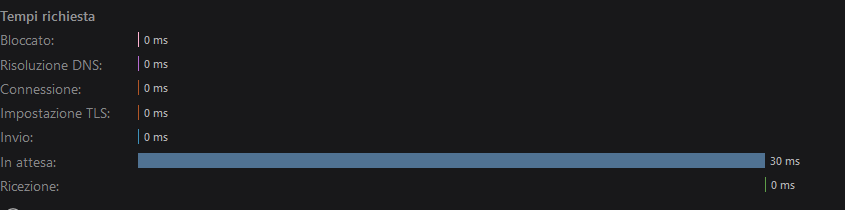 Tempi richiesta
Bloccato: 0 ms
Risoluzione DNS: 0 ms
Connessione: 0 ms
Impostazione TLS: 0 ms
Invio: 0 ms
In attesa: 30 ms
Ricezione: 0 ms